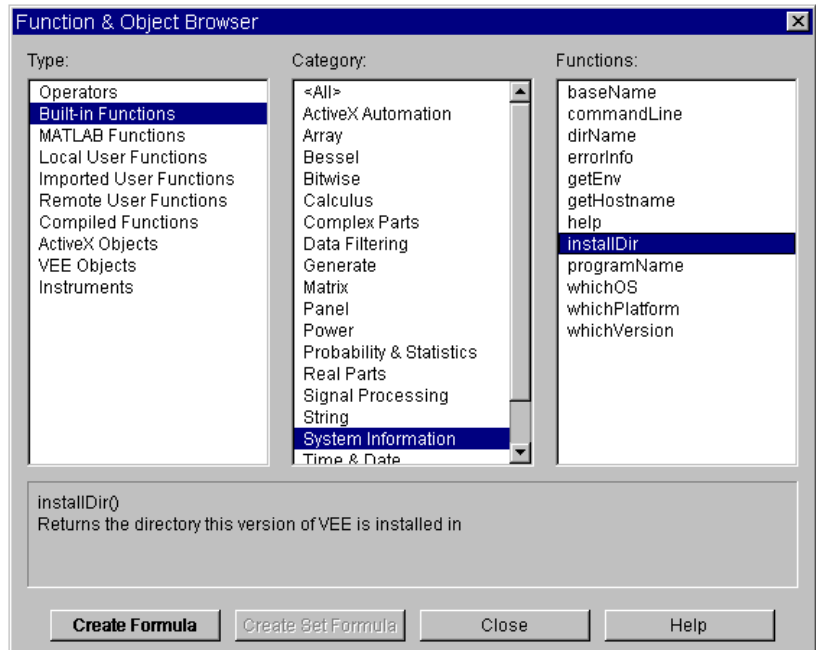 Function & Object Browser
Type:
Operators
Built-in Functions
MATLAB Functions
Local User Functions
Imported User Functions
Remote User Functions
Compiled Functions
ActiveX Objects
VEE Objects
Instruments
Category:
<All>
ActiveX Automation
Array
Bessel
Bitwise
Calculus
Complex Parts
Data Filtering
Generate
Matrix
Panel
Power
Probability & Statistics
Real Parts
Signal Processing
String
System Information
Time & Date
Functions:
baseName
commandLine
dirName
errorInfo
getEnv
getHostname
help
installDir
programName
whichOS
whichPlatform
whichVersion
installDir()
Returns the directory this version of VEE is installed in
Create Formula
Create Set Formula
Close
Help